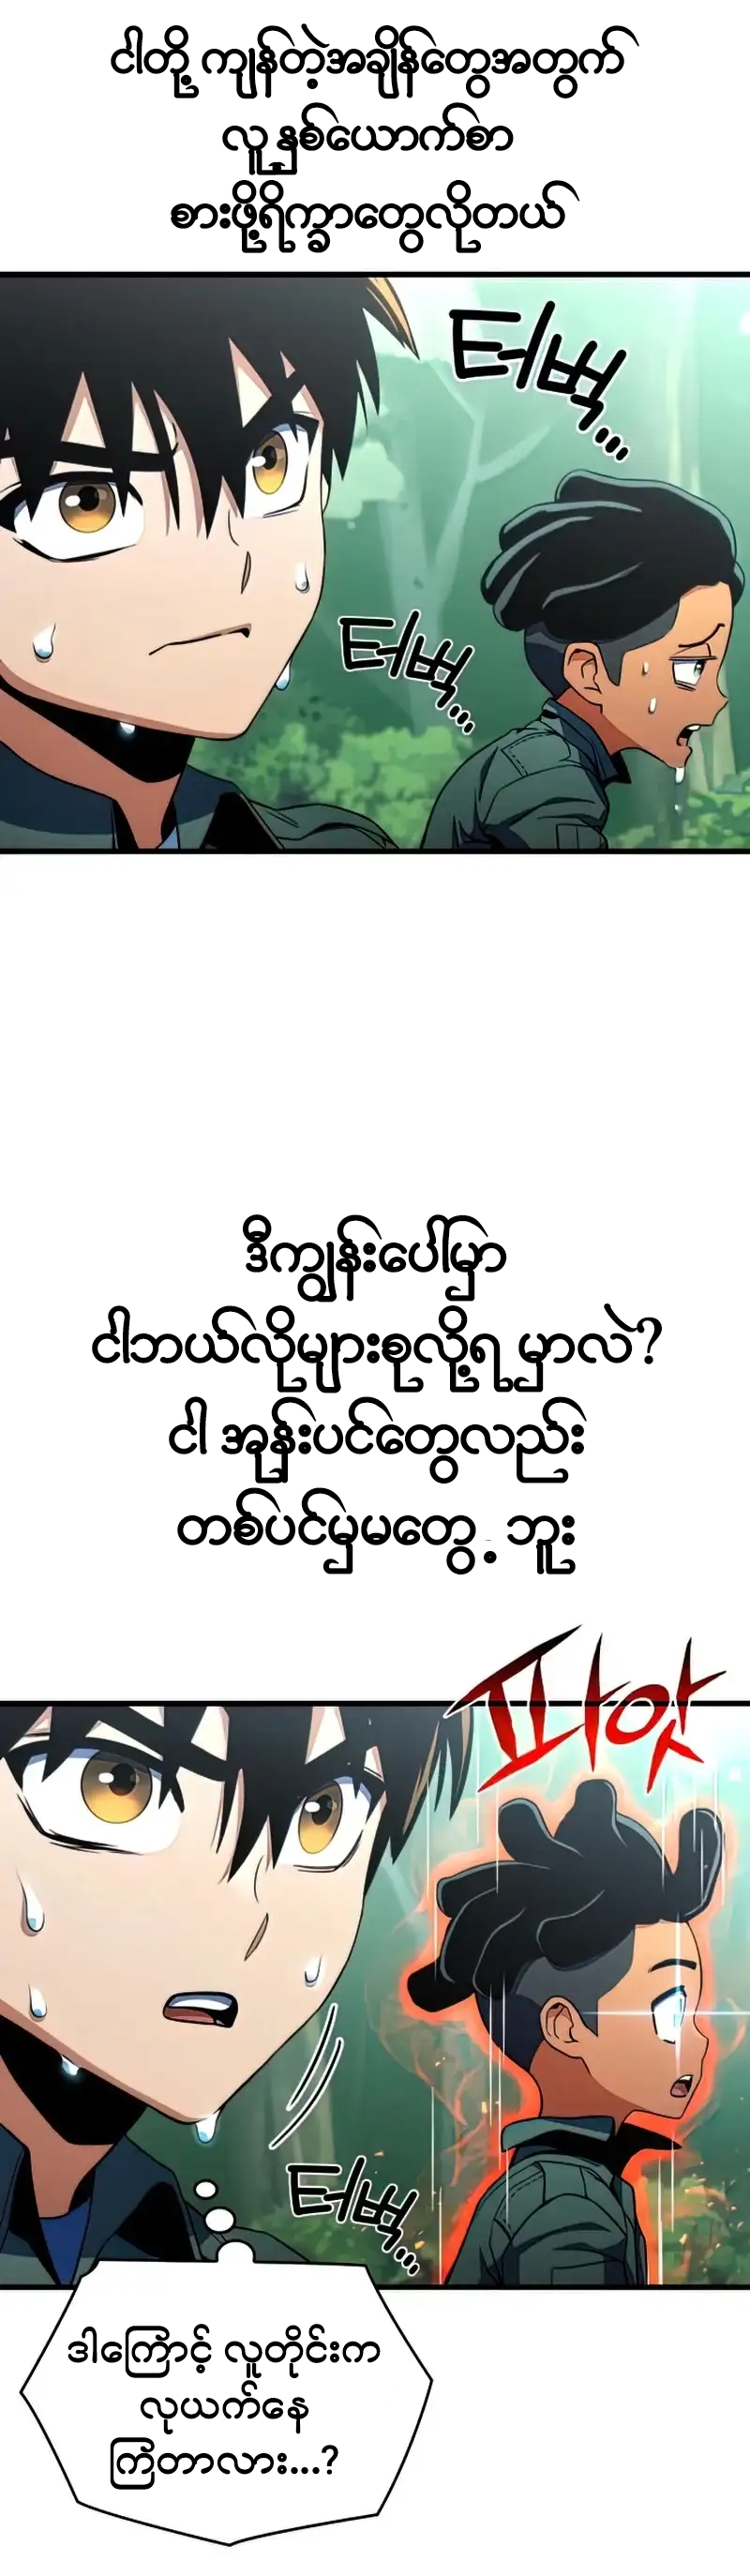 ငါတို့ ကျန်တဲ့အချိန်တွေအတွက်
လူ နှစ်ယောက်စာ
စားဖို့ရိက္ခာတွေလိုတယ်
터벅...
터벅...
ဒီကျွန်းပေါ်မှာ
ငါဘယ်လိုများစုလို့ရ မှာလဲ?
ငါ အုန်းပင်တွေလည်း
တစ်ပင်မှမတွေ့ ဘူး
파앗
터벅...
ဒါကြောင့် လူတိုင်းက
လုယက်နေ
ကြတာလား...?